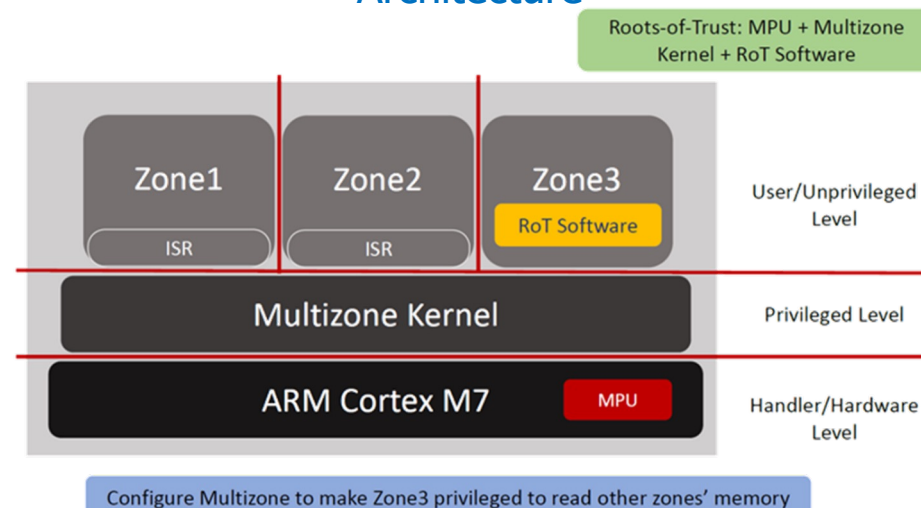 Architecture
Roots-of-Trust: MPU + Multizone
Kernel + RoT Software
Zone1
Zone2
Zone3
RoT Software
ISR
ISR
User/Unprivileged
Level
Multizone Kernel
Privileged Level
ARM Cortex M7
MPU
Handler/Hardware
Level
Configure Multizone to make Zone3 privileged to read other zones' memory